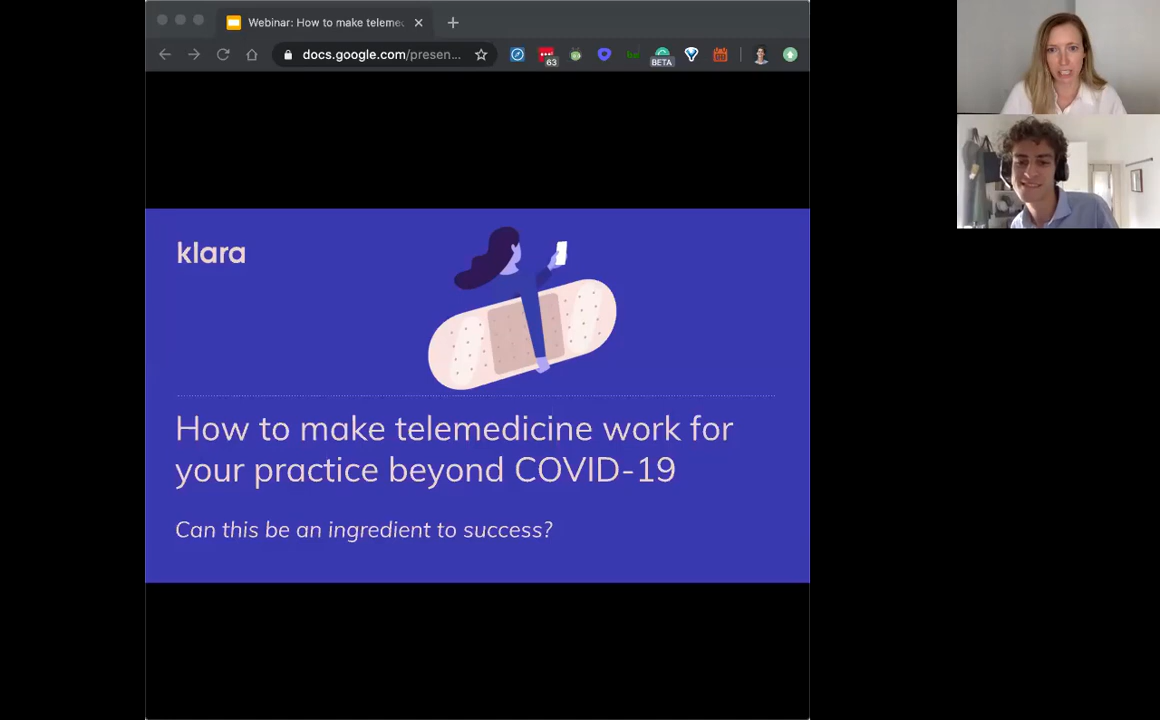 Webinar: How to make teleme
docs.google.com/presen...
63
BETA
klara
How to make telemedicine work for
your practice beyond COVID-19
Can this be an ingredient to success?